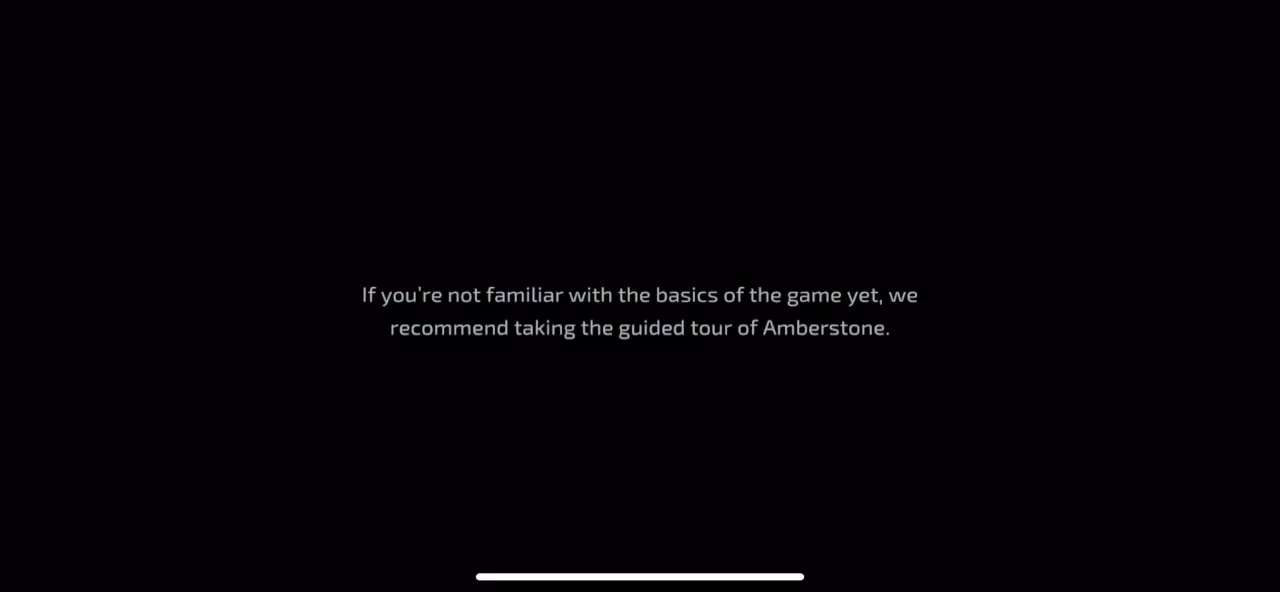 If you're not familiar with the basics of the game yet, we
recommend taking the guided tour of Amberstone.